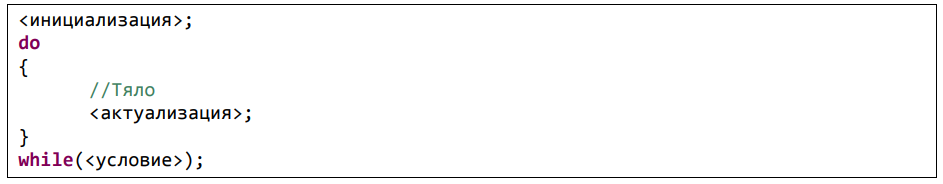 <инициализация>;
do
{
//Тяло
<актуализация>;
}
while(<условие>);